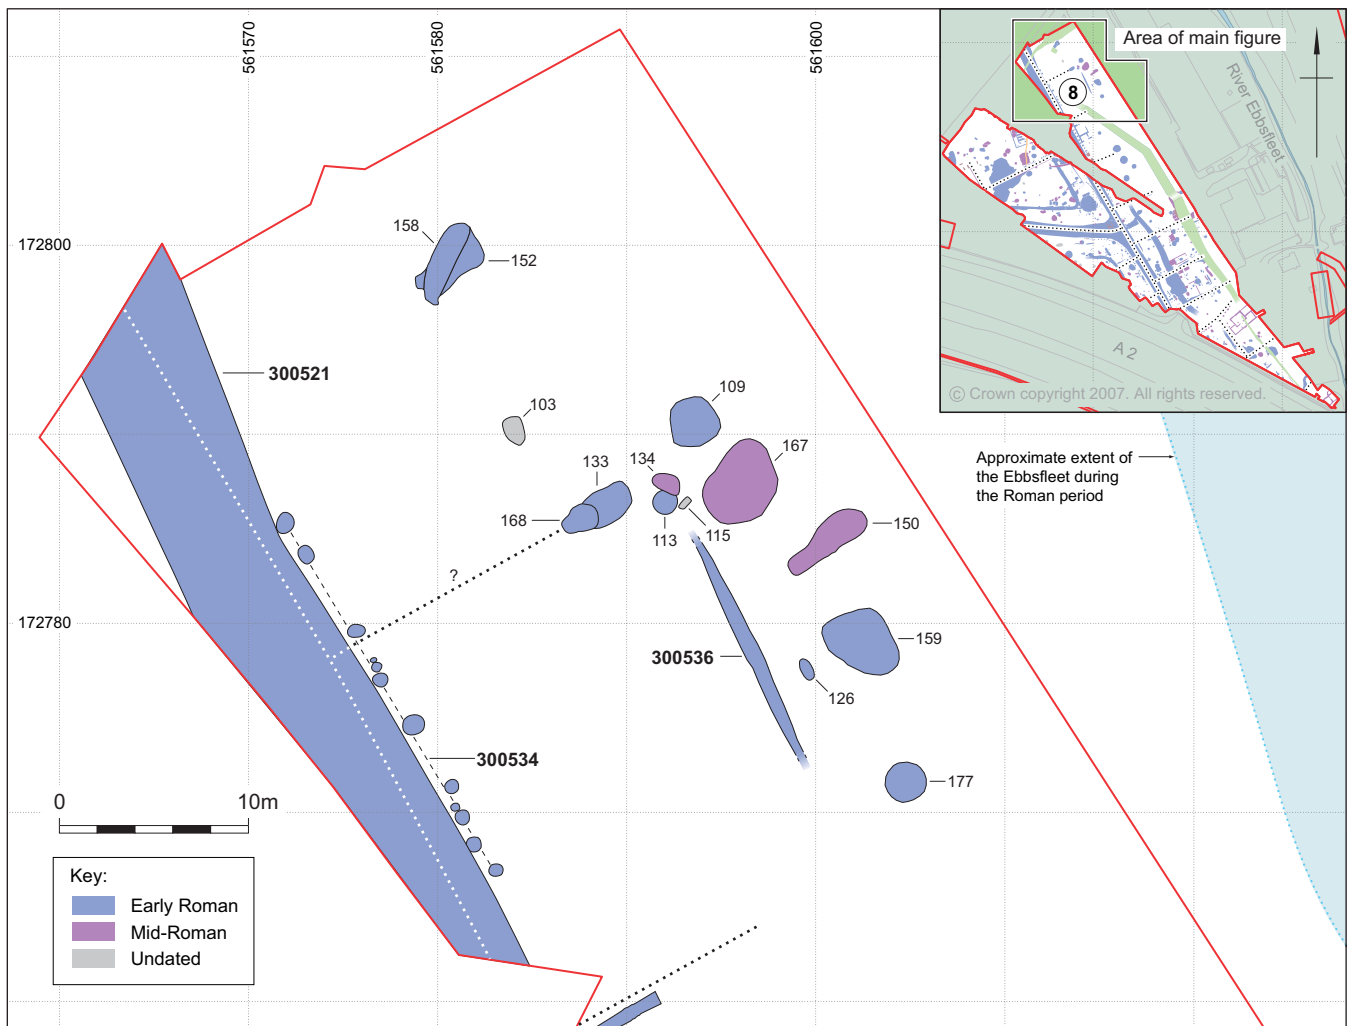 561570
561580
561600
Area of main figure
8
River Ebbsfleet
A 2
© Crown copyright 2007. All rights reserved.
158
172800
152
300521
103
109
Approximate extent of
the Ebbsfleet during
the Roman period
133
134
167
168
113
115
150
?
172780
159
300536
126
300534
177
0 10m
Key:
Early Roman
Mid-Roman
Undated